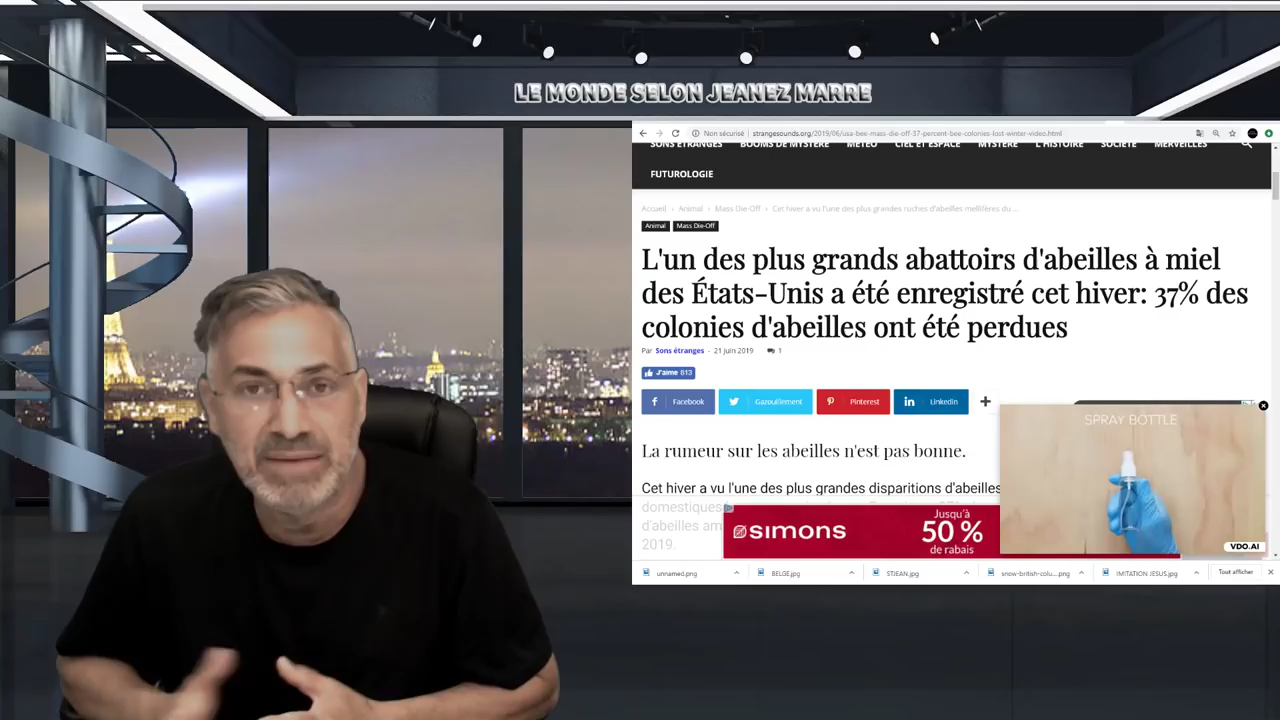 LE MONDE SELON JEANEZ MARRE
Non sécurisé | strangesounds.org/2019/06/usa-bee-mass-die-off-37-percent-bee-colonies-lost-winter-video.html
SONS ÉTRANGES BOOMS DE MYSTÈRE MÉTÉO CIEL ET ESPACE MYSTÈRE L'HISTOIRE SOCIÉTÉ MERVEILLES
FUTUROLOGIE
Accueil › Animal › Mass Die-Off › Cet hiver a vu l'une des plus grandes ruches d'abeilles mellifères du ...
Animal Mass Die-Off
L'un des plus grands abattoirs d'abeilles à miel
des États-Unis a été enregistré cet hiver: 37% des
colonies d'abeilles ont été perdues
Par Sons étranges - 21 juin 2019 1
J'aime 813
Facebook Gazouillement Pinterest Linkedin
SPRAY BOTTLE
La rumeur sur les abeilles n'est pas bonne.
Cet hiver a vu l'une des plus grandes disparitions d'abeilles
domestiques
d'abeilles am
2019.
simons
Jusqu'à
50 %
de rabais
VDO.AI
unnamed.png BELGE.jpg STJEAN.jpg snow-british-colu....png IMITATION JESUS.jpg Tout afficher